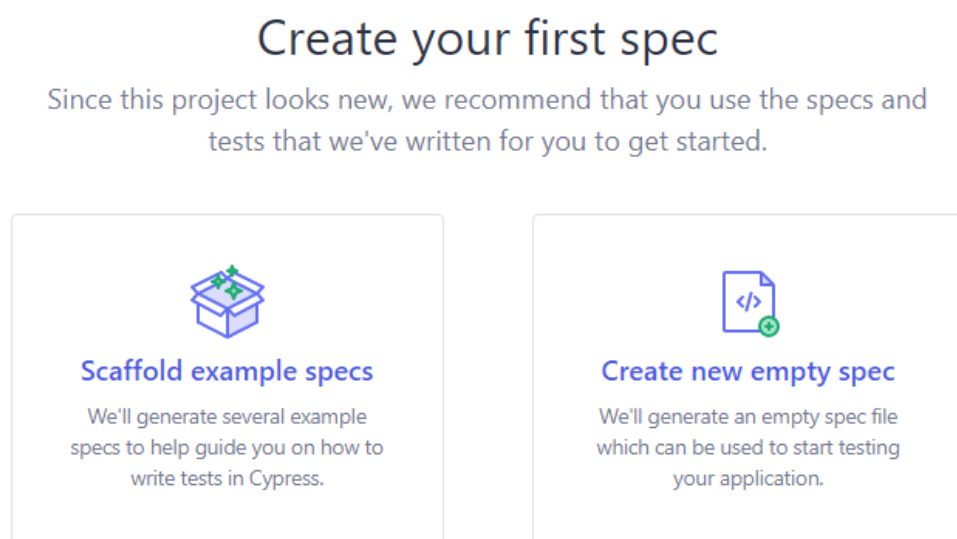 Create your first spec
Since this project looks new, we recommend that you use the specs and
tests that we've written for you to get started.
Scaffold example specs
We'll generate several example
specs to help guide you on how to
write tests in Cypress.
</>
Create new empty spec
We'll generate an empty spec file
which can be used to start testing
your application.